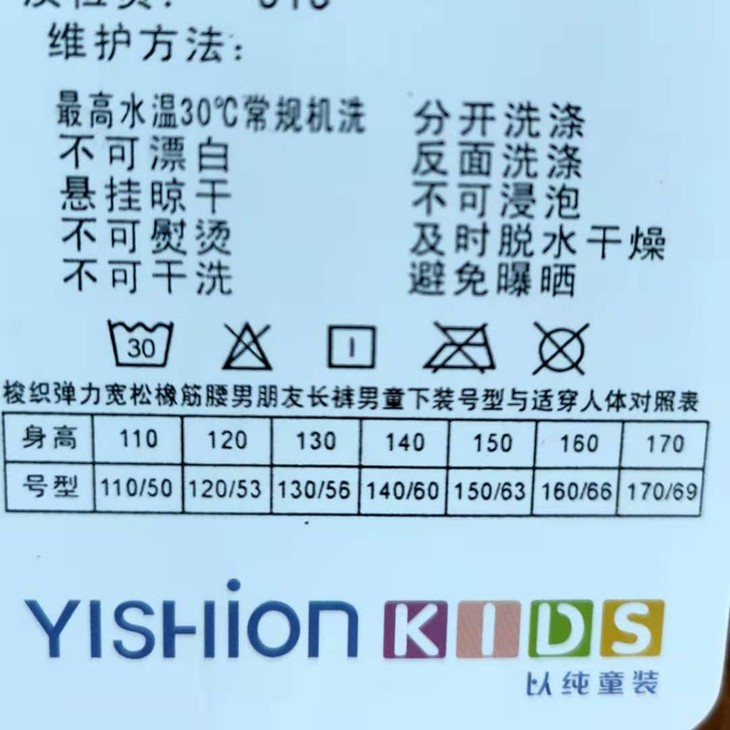 维护方法：
最高水温30℃常规机洗 分开洗涤
不可漂白 反面洗涤
悬挂晾干 不可浸泡
不可熨烫 及时脱水干燥
不可干洗 避免曝晒
30
梭织弹力宽松橡筋腰男朋友长裤男童下装号型与适穿人体对照表
身高 110 120 130 140 150 160 170
号型 110/50 120/53 130/56 140/60 150/63 160/66 170/69
YISHION KIDS
以纯童装